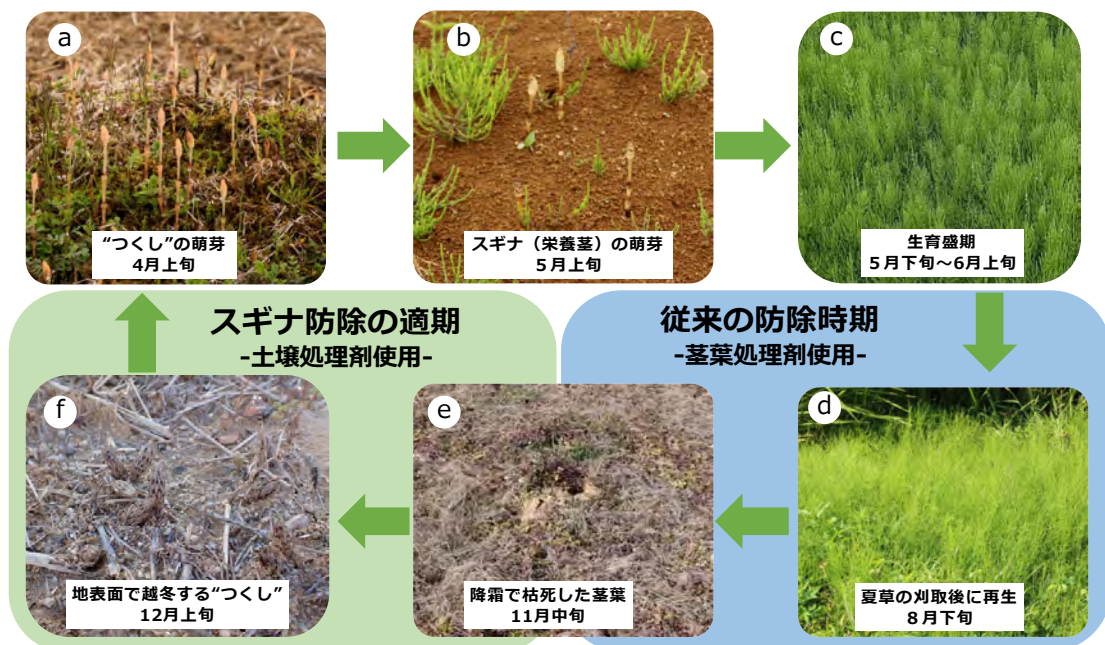 a
“つくし”の萌芽
4月上旬
b
スギナ（栄養茎）の萌芽
５月上旬
c
生育盛期
５月下旬～6月上旬
スギナ防除の適期
-土壌処理剤使用-
従来の防除時期
-茎葉処理剤使用-
f
地表面で越冬する“つくし”
12月上旬
e
降霜で枯死した茎葉
11月中旬
d
夏草の刈取後に再生
８月下旬